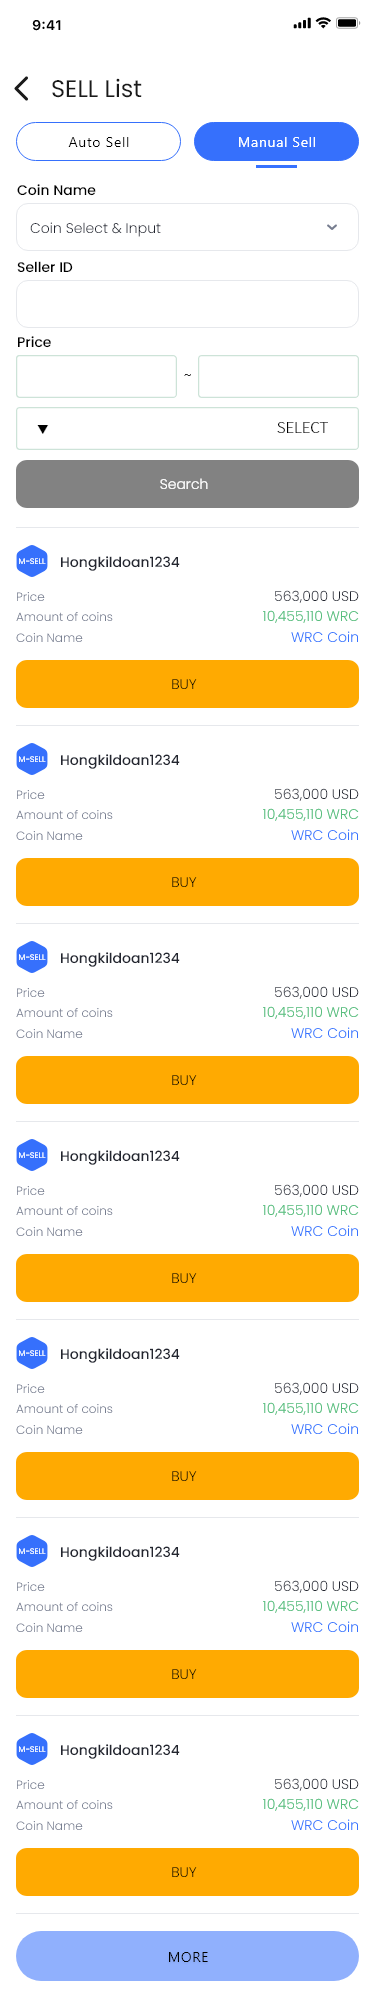 9:41
SELL List
Auto Sell
Manual Sell
Coin Name
Coin Select & Input
Seller ID
Price
~
▼ SELECT
Search
M-SELL Hongkildoan1234
Price 563,000 USD
Amount of coins 10,455,110 WRC
Coin Name WRC Coin
BUY
M-SELL Hongkildoan1234
Price 563,000 USD
Amount of coins 10,455,110 WRC
Coin Name WRC Coin
BUY
M-SELL Hongkildoan1234
Price 563,000 USD
Amount of coins 10,455,110 WRC
Coin Name WRC Coin
BUY
M-SELL Hongkildoan1234
Price 563,000 USD
Amount of coins 10,455,110 WRC
Coin Name WRC Coin
BUY
M-SELL Hongkildoan1234
Price 563,000 USD
Amount of coins 10,455,110 WRC
Coin Name WRC Coin
BUY
M-SELL Hongkildoan1234
Price 563,000 USD
Amount of coins 10,455,110 WRC
Coin Name WRC Coin
BUY
M-SELL Hongkildoan1234
Price 563,000 USD
Amount of coins 10,455,110 WRC
Coin Name WRC Coin
BUY
MORE